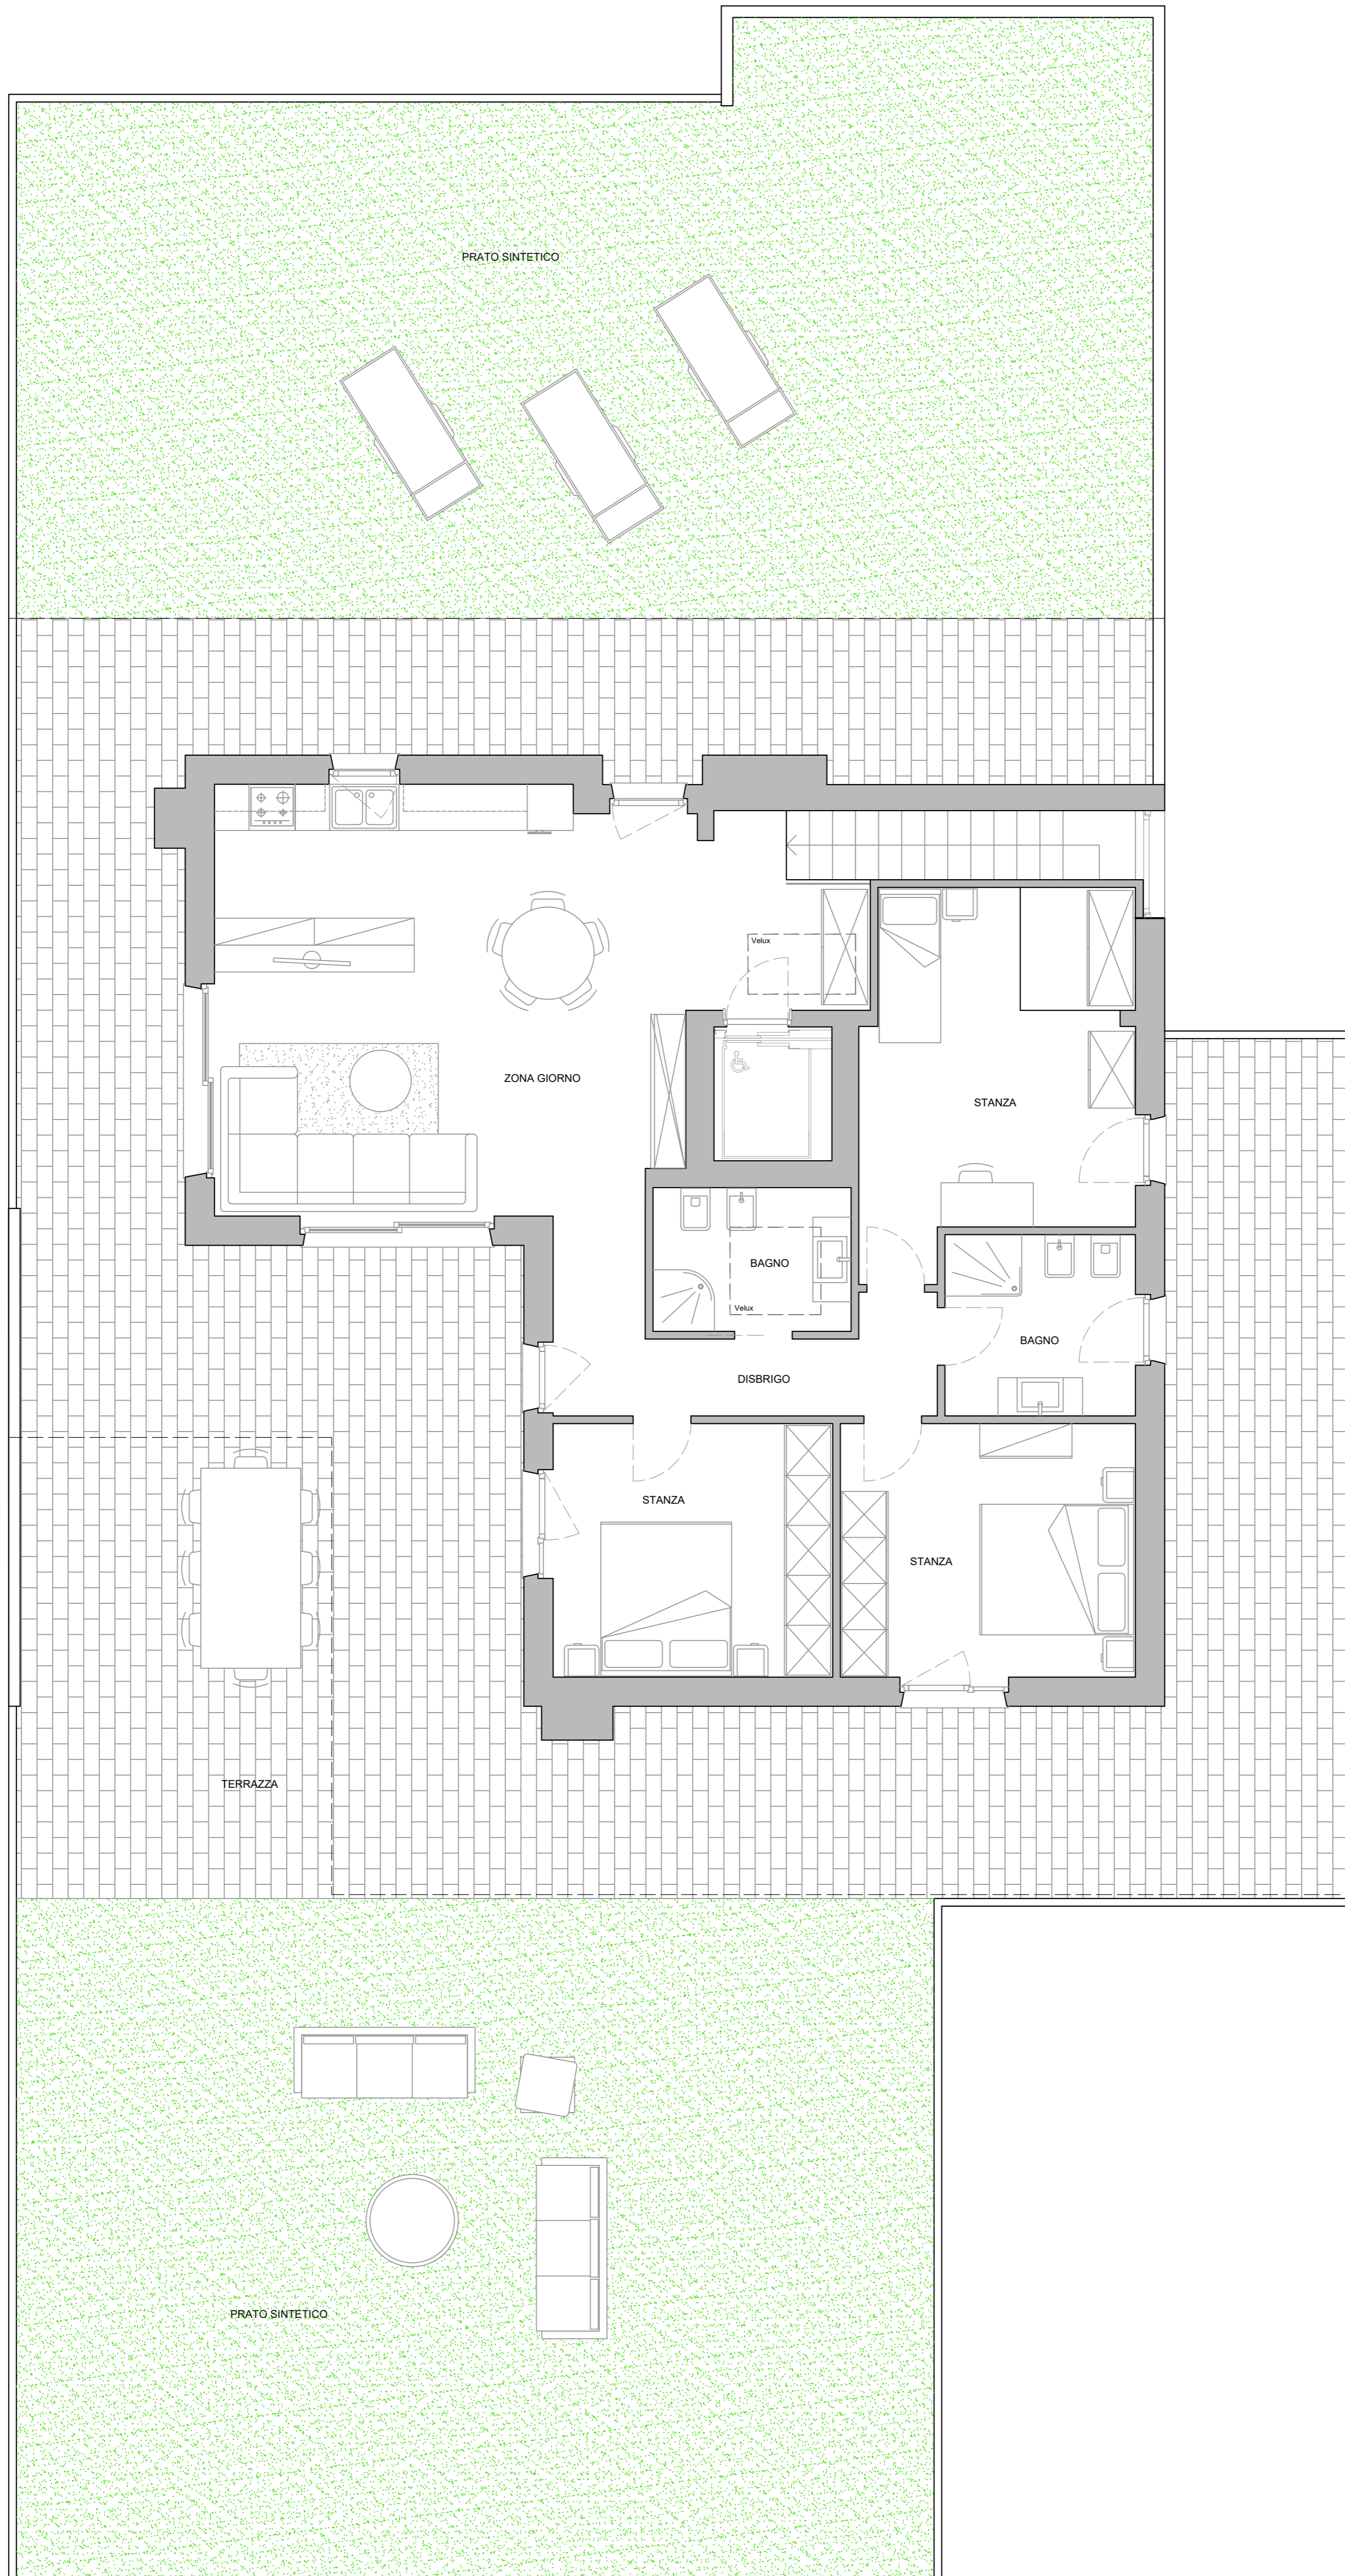 PRATO SINTETICO
Velux
ZONA GIORNO
STANZA
BAGNO
Velux
BAGNO
DISBRIGO
STANZA
STANZA
TERRAZZA
PRATO SINTETICO